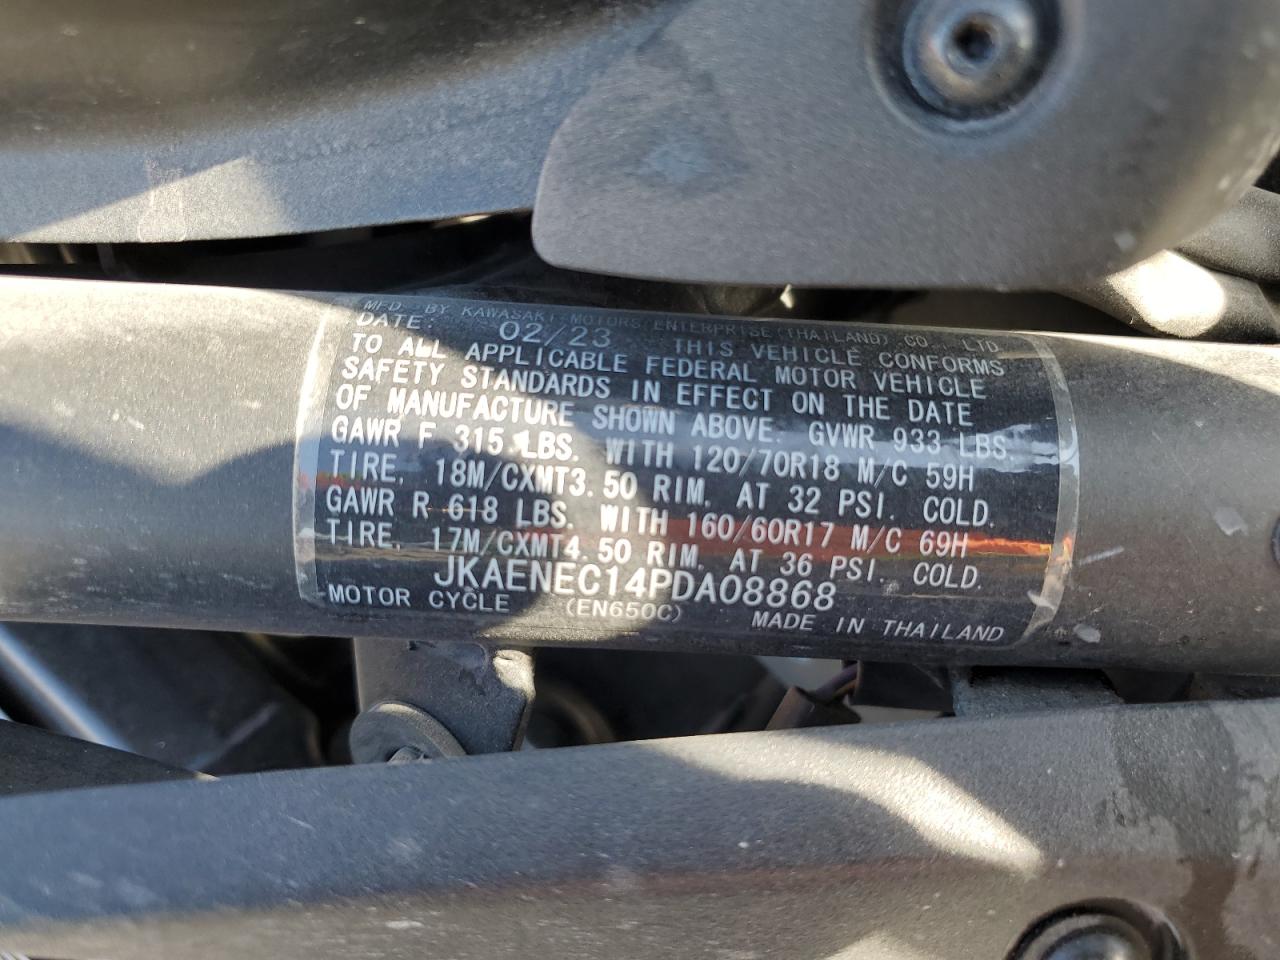 MFD. BY KAWASAKI MOTORS ENTERPRISE (THAILAND) CO., LTD.
DATE: 02/23 THIS VEHICLE CONFORMS
TO ALL APPLICABLE FEDERAL MOTOR VEHICLE
SAFETY STANDARDS IN EFFECT ON THE DATE
OF MANUFACTURE SHOWN ABOVE. GVWR 933 LBS.
GAWR F 315 LBS. WITH 120/70R18 M/C 59H
TIRE, 18M/CXMT3.50 RIM, AT 32 PSI. COLD.
GAWR R 618 LBS. WITH 160/60R17 M/C 69H
TIRE, 17M/CXMT4.50 RIM, AT 36 PSI. COLD.
JKAENEC14PDA08868
MOTOR CYCLE (EN650C) MADE IN THAILAND